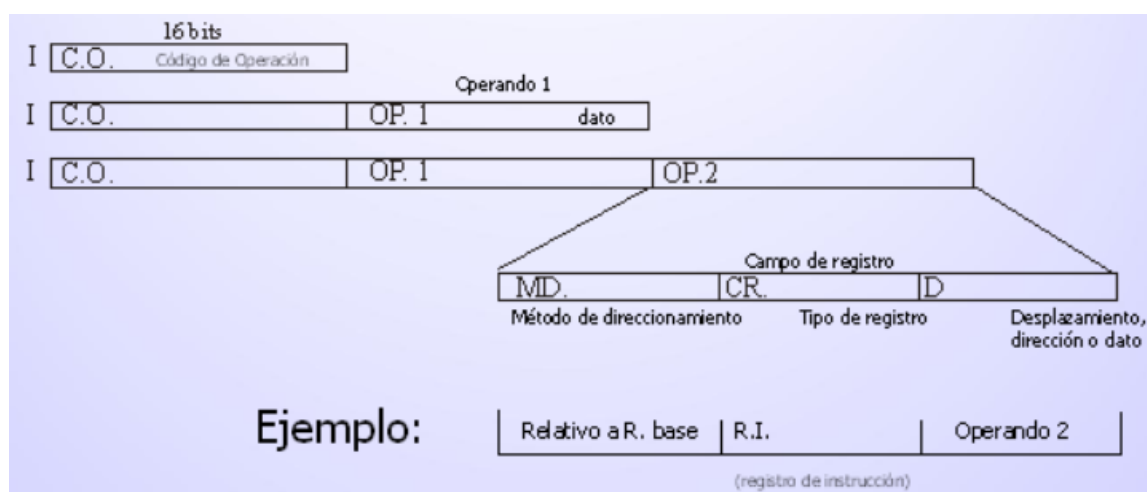 16 bits
I C.O. Código de Operación
Operando 1
I C.O. OP. 1 dato
I C.O. OP. 1 OP.2
Campo de registro
MD. CR. D
Método de direccionamiento Tipo de registro Desplazamiento,
dirección o dato
Ejemplo: Relativo a R. base R.I. Operando 2
(registro de instrucción)